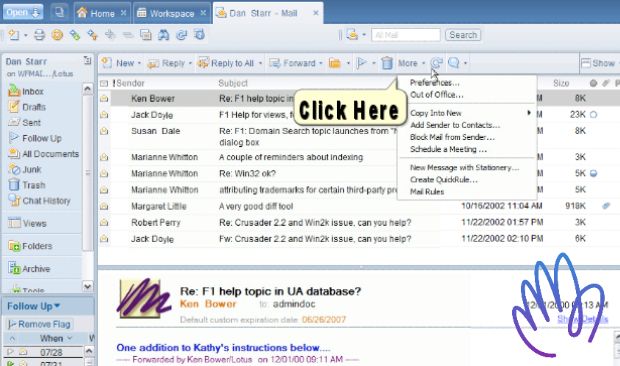 Open
Home
Workspace
Dan Starr - Mail
All Mail
Search
Dan Starr
on WFMAI.../Lotus
New
Reply
Reply to All
Forward
More
Show
Inbox
Drafts
Sent
Follow Up
All Documents
Junk
Trash
Chat History
Views
Folders
Archive
Tools
! Sender Subject Size
Ken Bower Re: F1 help topic in 8K
Jack Doyle F1 Help for views, 23K
Susan Dale Re: F1: Domain Search topic launches from "h
dialog box
8K
Marianne Whitton A couple of reminders about indexing 3K
Marianne Whitton Re: Win32 ok? 5K
Marianne Whitton attributing trademarks for certain third-party 5K
Margaret Little A very good diff tool 10/16/2002 11:04 AM 918K
Robert Perry Re: Crusader 2.2 and Win2k issue, can you help? 11/22/2002 01:57 PM 3K
Jack Doyle Fw: Crusader 2.2 and Win2k issue, can you help? 11/22/2002 02:10 PM 6K
Click Here
Preferences...
Out of Office...
Copy Into New
Add Sender to Contacts...
Block Mail from Sender...
Schedule a Meeting ...
New Message with Stationery...
Create QuickRule...
Mail Rules
Follow Up
Remove Flag
When
07/28
07/31
Re: F1 help topic in UA database?
Ken Bower to: admindoc
Default custom expiration date: 06/26/2007
Show Details
One addition to Kathy's instructions below....
----- Forwarded by Ken Bower/Lotus on 12/01/00 09:11 AM -----